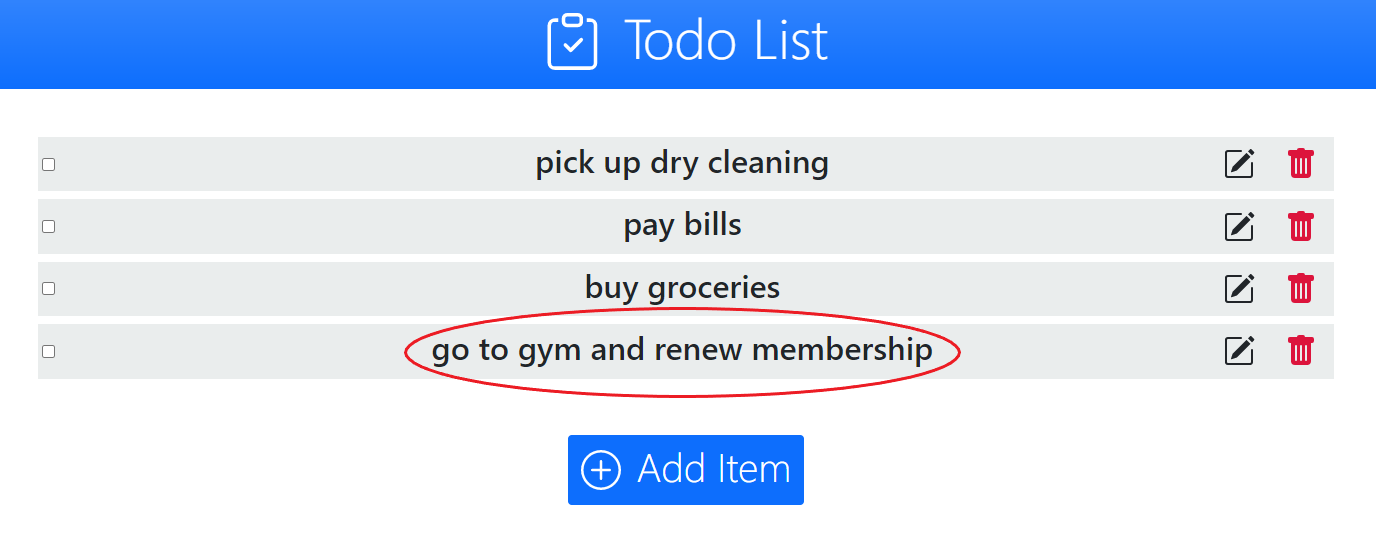 Todo List
pick up dry cleaning
pay bills
buy groceries
go to gym and renew membership
Add Item